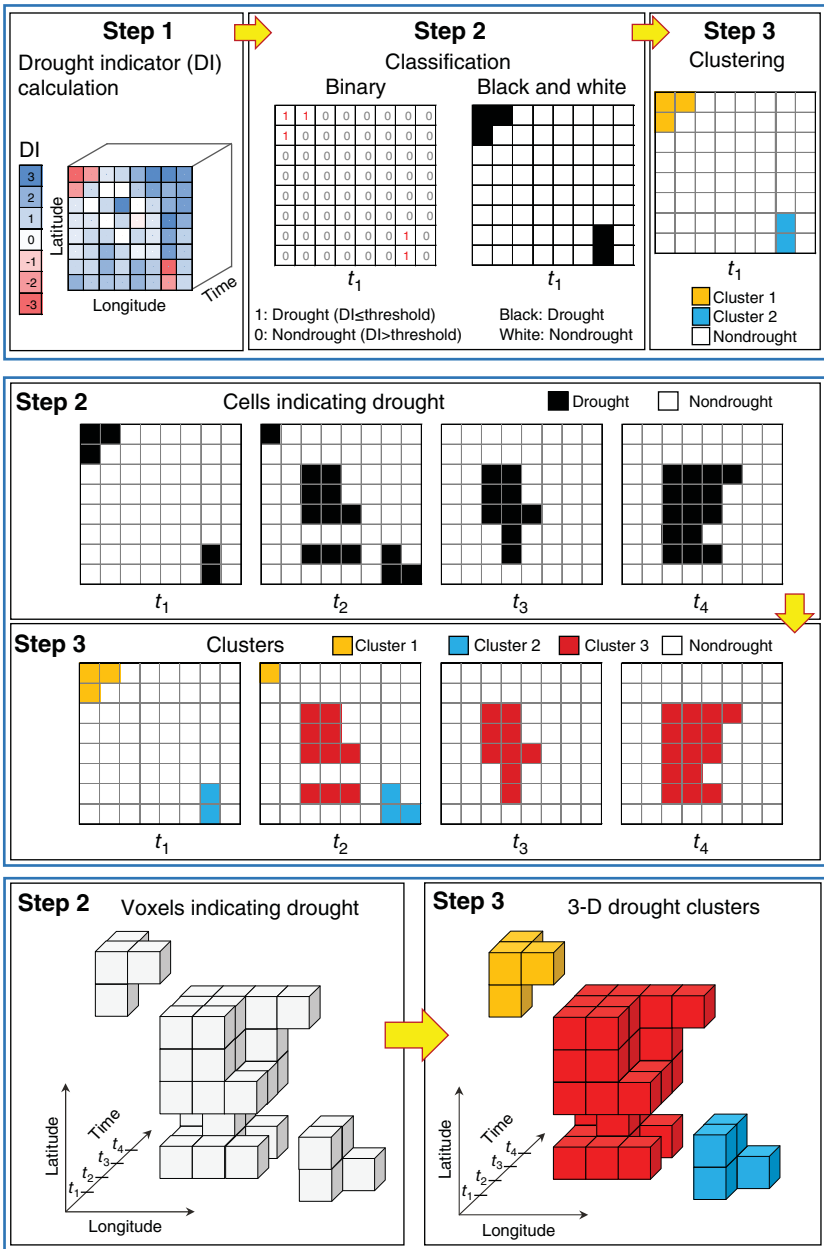 Step 1
Drought indicator (DI)
calculation
DI
3
2
1
0
-1
-2
-3
Latitude
Longitude
Time
Step 2
Classification
Binary
1 1 0 0 0 0 0 0
1 0 0 0 0 0 0 0
0 0 0 0 0 0 0 0
0 0 0 0 0 0 0 0
0 0 0 0 0 0 0 0
0 0 0 0 0 0 0 0
0 0 0 0 0 0 1 0
0 0 0 0 0 0 1 0
t1
1: Drought (DI≤threshold)
0: Nondrought (DI>threshold)
Black and white
t1
Black: Drought
White: Nondrought
Step 3
Clustering
t1
Cluster 1
Cluster 2
Nondrought
Step 2
Cells indicating drought
Drought
Nondrought
t1
t2
t3
t4
Step 3
Clusters
Cluster 1
Cluster 2
Cluster 3
Nondrought
t1
t2
t3
t4
Step 2
Voxels indicating drought
Latitude
Time
t1
t2
t3
t4
Longitude
Step 3
3-D drought clusters
Latitude
Time
t1
t2
t3
t4
Longitude